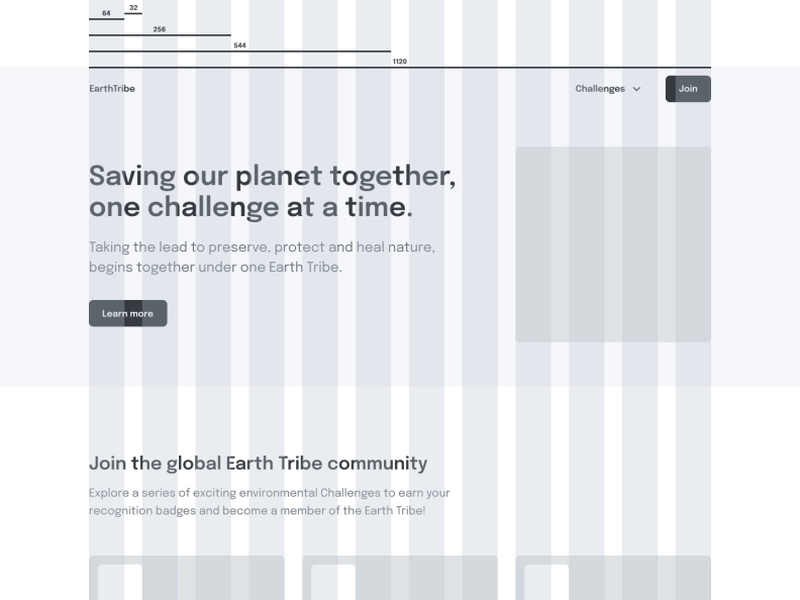 64
32
256
544
1120
EarthTribe
Challenges
Join
Saving our planet together,
one challenge at a time.
Taking the lead to preserve, protect and heal nature,
begins together under one Earth Tribe.
Learn more
Join the global Earth Tribe community
Explore a series of exciting environmental Challenges to earn your
recognition badges and become a member of the Earth Tribe!